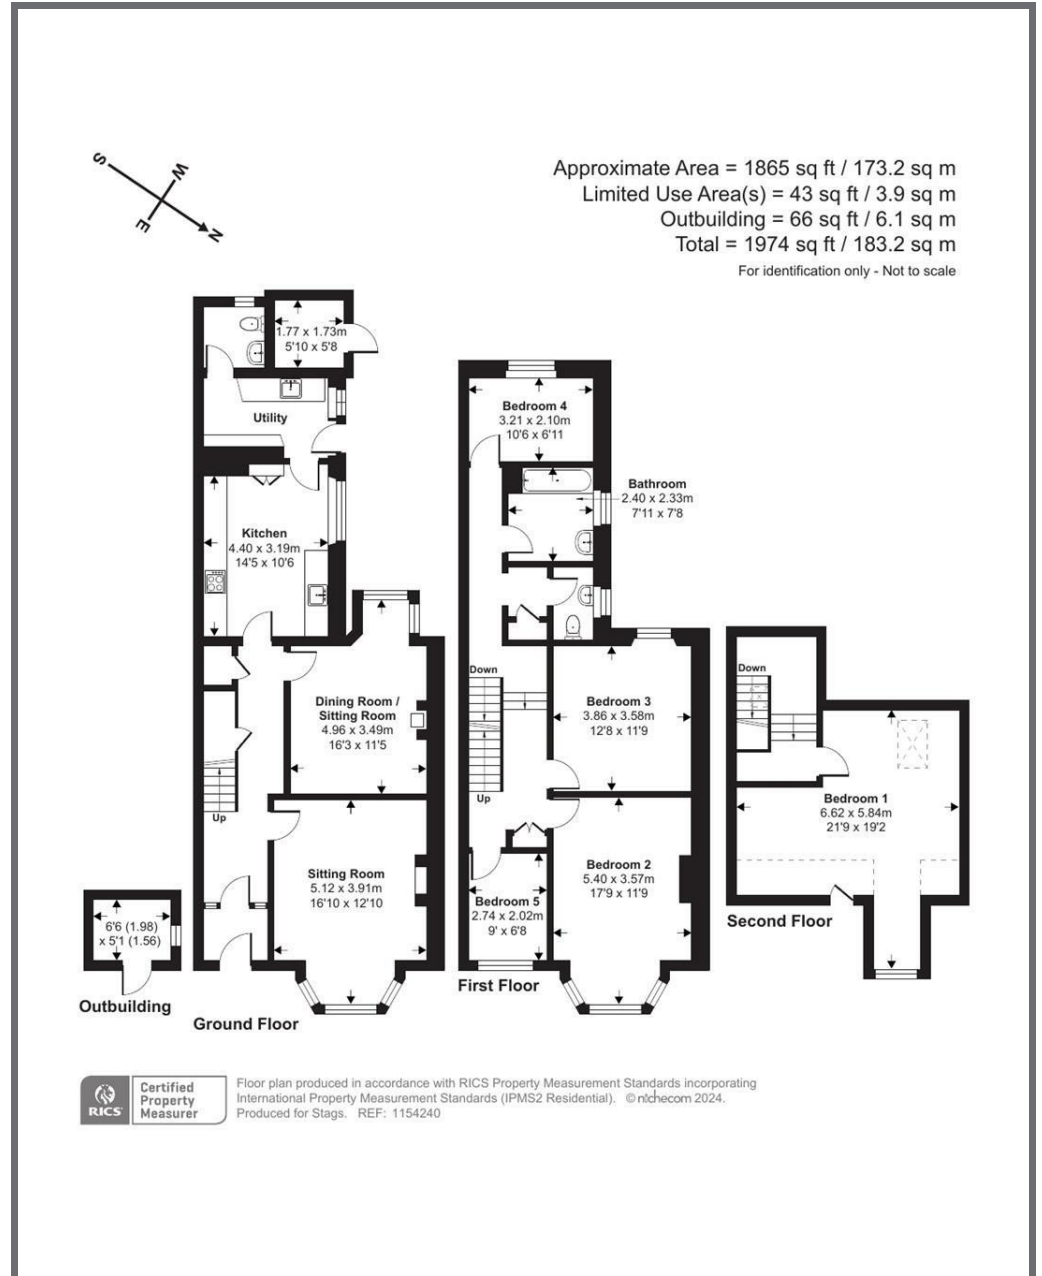 S
W
E
N
Approximate Area = 1865 sq ft / 173.2 sq m
Limited Use Area(s) = 43 sq ft / 3.9 sq m
Outbuilding = 66 sq ft / 6.1 sq m
Total = 1974 sq ft / 183.2 sq m
For identification only - Not to scale
1.77 x 1.73m
5'10 x 5'8
Utility
Kitchen
4.40 x 3.19m
14'5 x 10'6
Dining Room /
Sitting Room
4.96 x 3.49m
16'3 x 11'5
Up
Sitting Room
5.12 x 3.91m
16'10 x 12'10
6'6 (1.98)
x 5'1 (1.56)
Outbuilding
Ground Floor
Bedroom 4
3.21 x 2.10m
10'6 x 6'11
Bathroom
2.40 x 2.33m
7'11 x 7'8
Down
Bedroom 3
3.86 x 3.58m
12'8 x 11'9
Up
Bedroom 2
5.40 x 3.57m
17'9 x 11'9
Bedroom 5
2.74 x 2.02m
9' x 6'8
First Floor
Down
Bedroom 1
6.62 x 5.84m
21'9 x 19'2
Second Floor
RICS
Certified
Property
Measurer
Floor plan produced in accordance with RICS Property Measurement Standards incorporating
International Property Measurement Standards (IPMS2 Residential). © nichecom 2024.
Produced for Stags. REF: 1154240